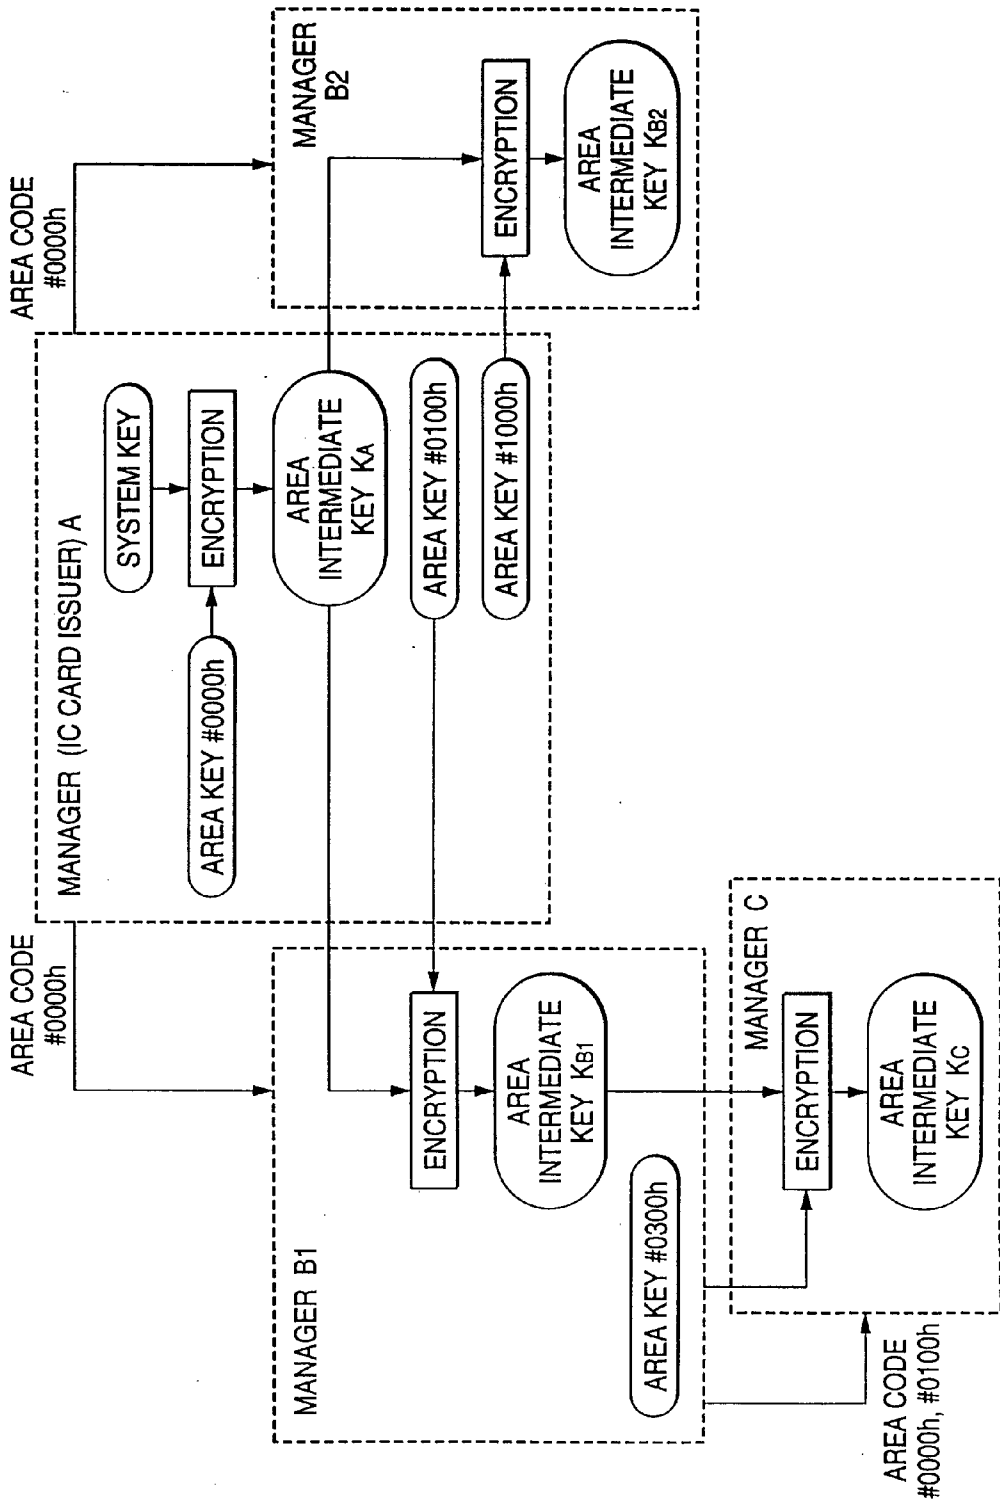 AREA CODE
#0000h
AREA CODE
#0000h
MANAGER (IC CARD ISSUER) A
SYSTEM KEY
AREA KEY #0000h
ENCRYPTION
AREA
INTERMEDIATE
KEY KA
AREA KEY #0100h
AREA KEY #1000h
MANAGER B1
ENCRYPTION
AREA
INTERMEDIATE
KEY KB1
AREA KEY #0300h
MANAGER
B2
ENCRYPTION
AREA
INTERMEDIATE
KEY KB2
AREA CODE
#0000h, #0100h
MANAGER C
ENCRYPTION
AREA
INTERMEDIATE
KEY KC